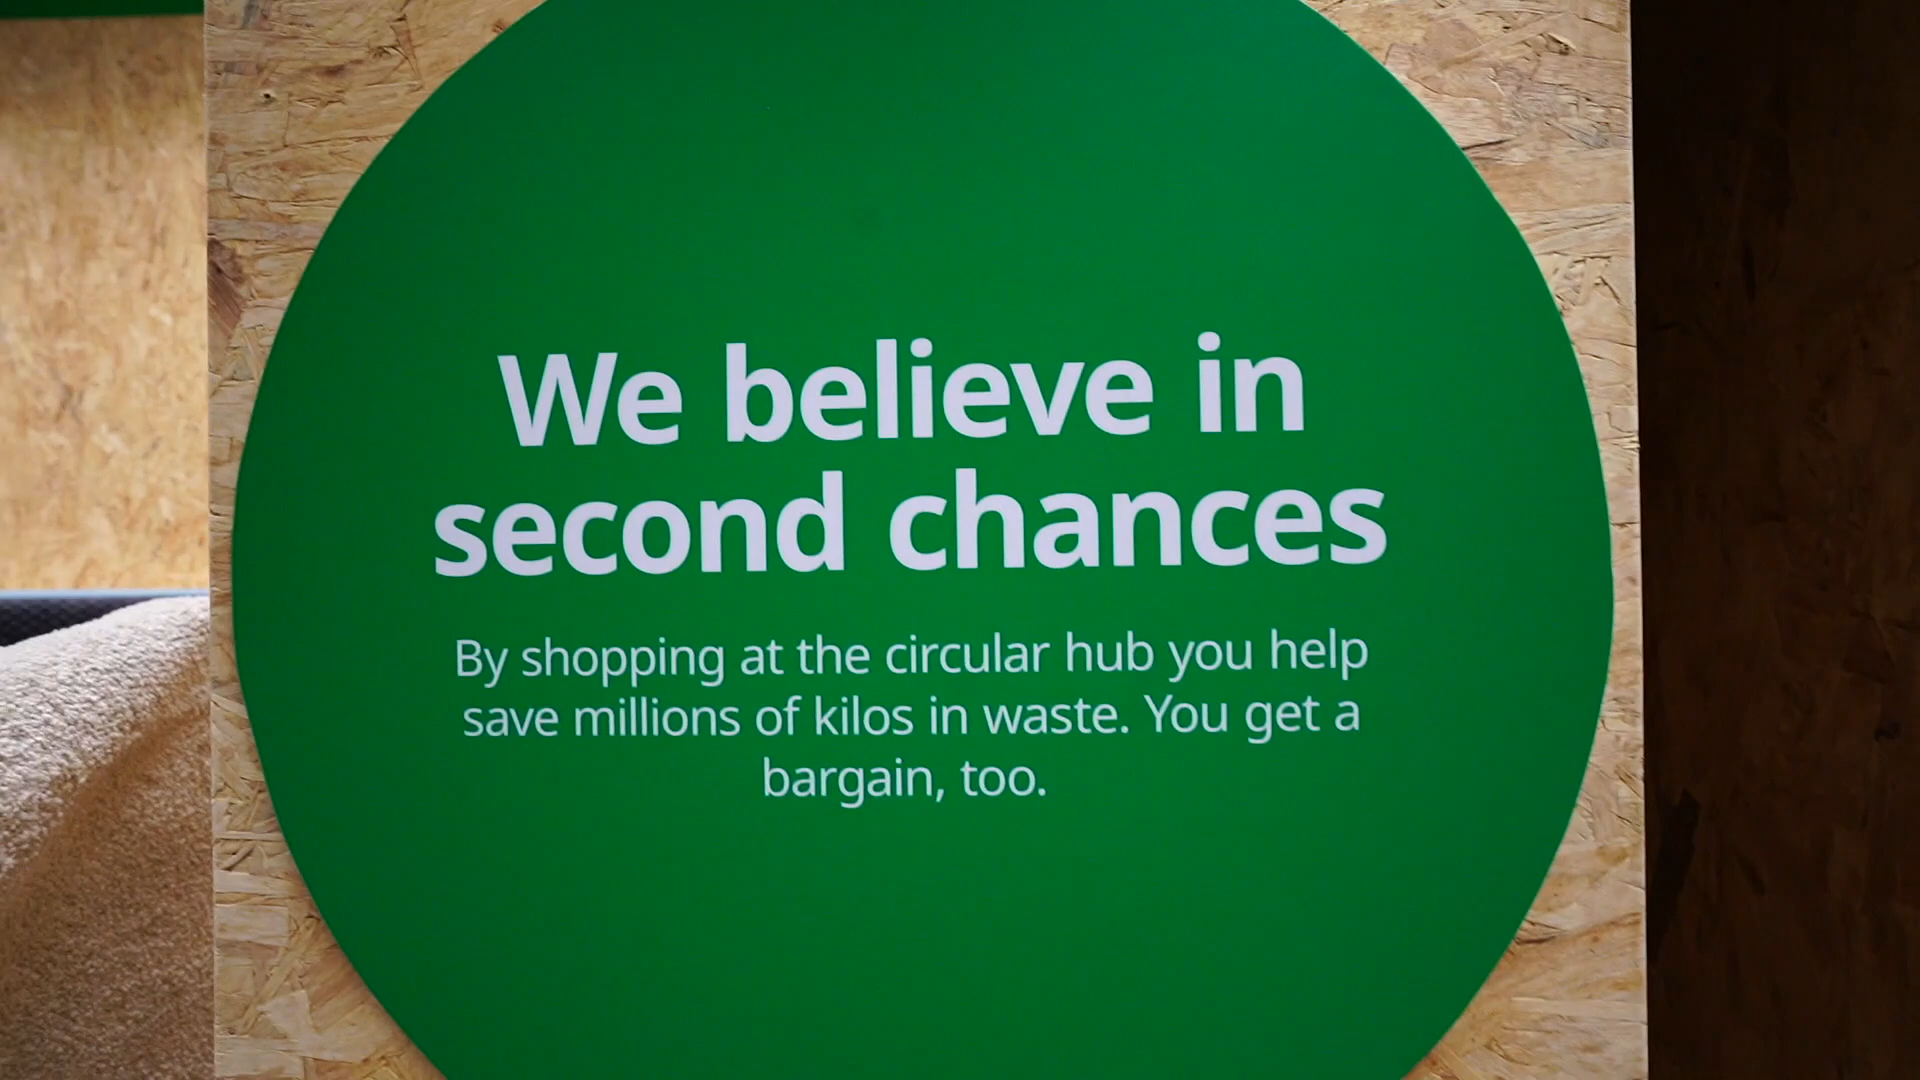 We believe in
second chances
By shopping at the circular hub you help
save millions of kilos in waste. You get a
bargain, too.